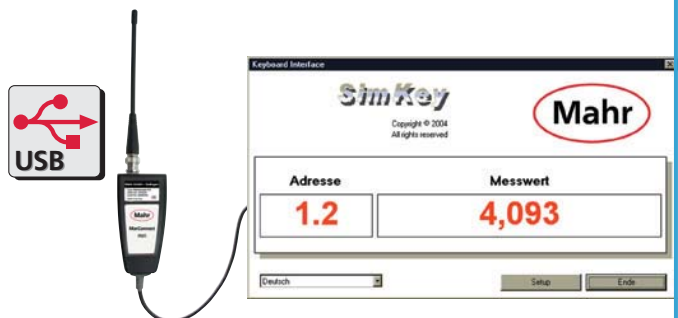 USB
Mahr
MarConnect
Keyboard Interface
SimKey
Copyright © 2004
All rights reserved
Mahr
Adresse
Messwert
1.2
4,093
Deutsch
Setup
Ende